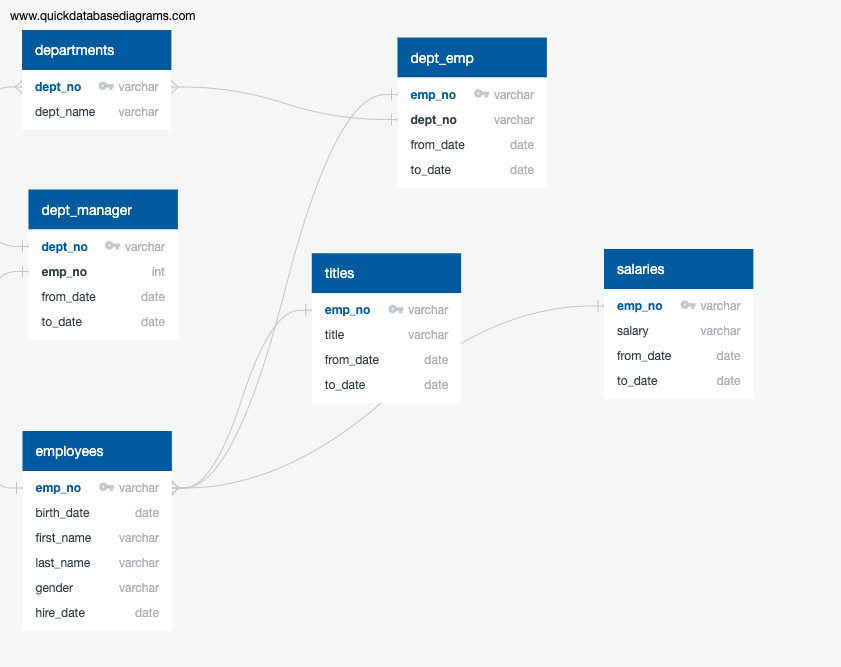 www.quickdatabasediagrams.com
departments
dept_no varchar
dept_name varchar
dept_emp
emp_no varchar
dept_no varchar
from_date date
to_date date
dept_manager
dept_no varchar
emp_no int
from_date date
to_date date
titles
emp_no varchar
title varchar
from_date date
to_date date
salaries
emp_no varchar
salary varchar
from_date date
to_date date
employees
emp_no varchar
birth_date date
first_name varchar
last_name varchar
gender varchar
hire_date date